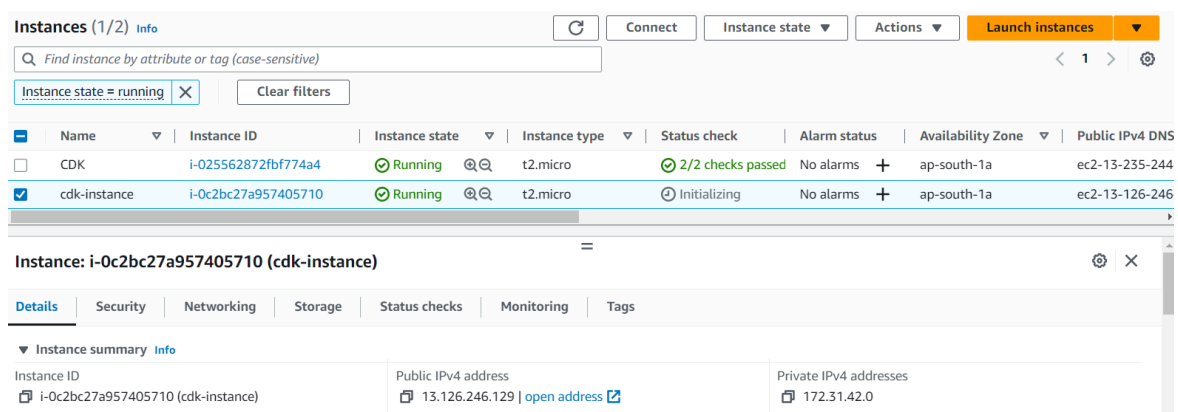 Instances (1/2) Info
Connect Instance state Actions Launch instances
Find instance by attribute or tag (case-sensitive)
1
Instance state = running Clear filters
Name Instance ID Instance state Instance type Status check Alarm status Availability Zone Public IPv4 DNS
CDK i-025562872fbf774a4 Running t2.micro 2/2 checks passed No alarms + ap-south-1a ec2-13-235-244
cdk-instance i-0c2bc27a957405710 Running t2.micro Initializing No alarms + ap-south-1a ec2-13-126-246
Instance: i-0c2bc27a957405710 (cdk-instance)
Details Security Networking Storage Status checks Monitoring Tags
Instance summary Info
Instance ID Public IPv4 address Private IPv4 addresses
i-0c2bc27a957405710 (cdk-instance) 13.126.246.129 | open address 172.31.42.0